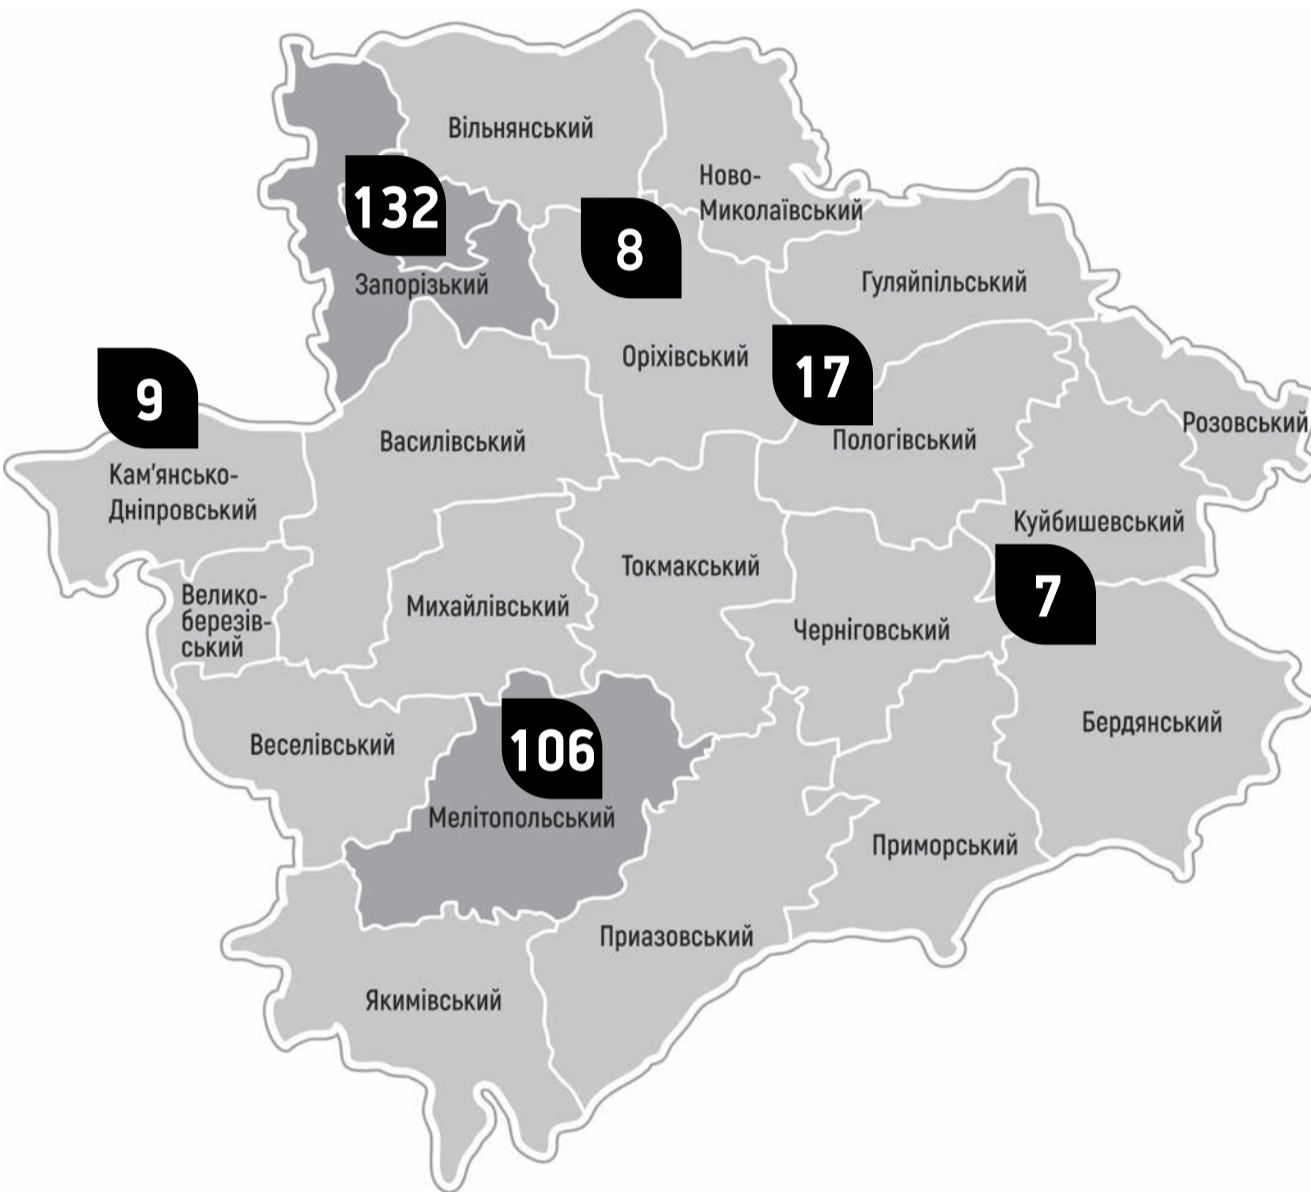 Вільнянський
Ново-
Миколаївський
132
8
Запорізький
Гуляйпільський
Оріхівський
17
9
Василівський
Пологівський
Розовський
Кам'янсько-
Дніпровський
Куйбишевський
Токмакський
Велико-
березів-
ський
Михайлівський
7
Черніговський
Бердянський
Веселівський
106
Мелітопольський
Приморський
Приазовський
Якимівський